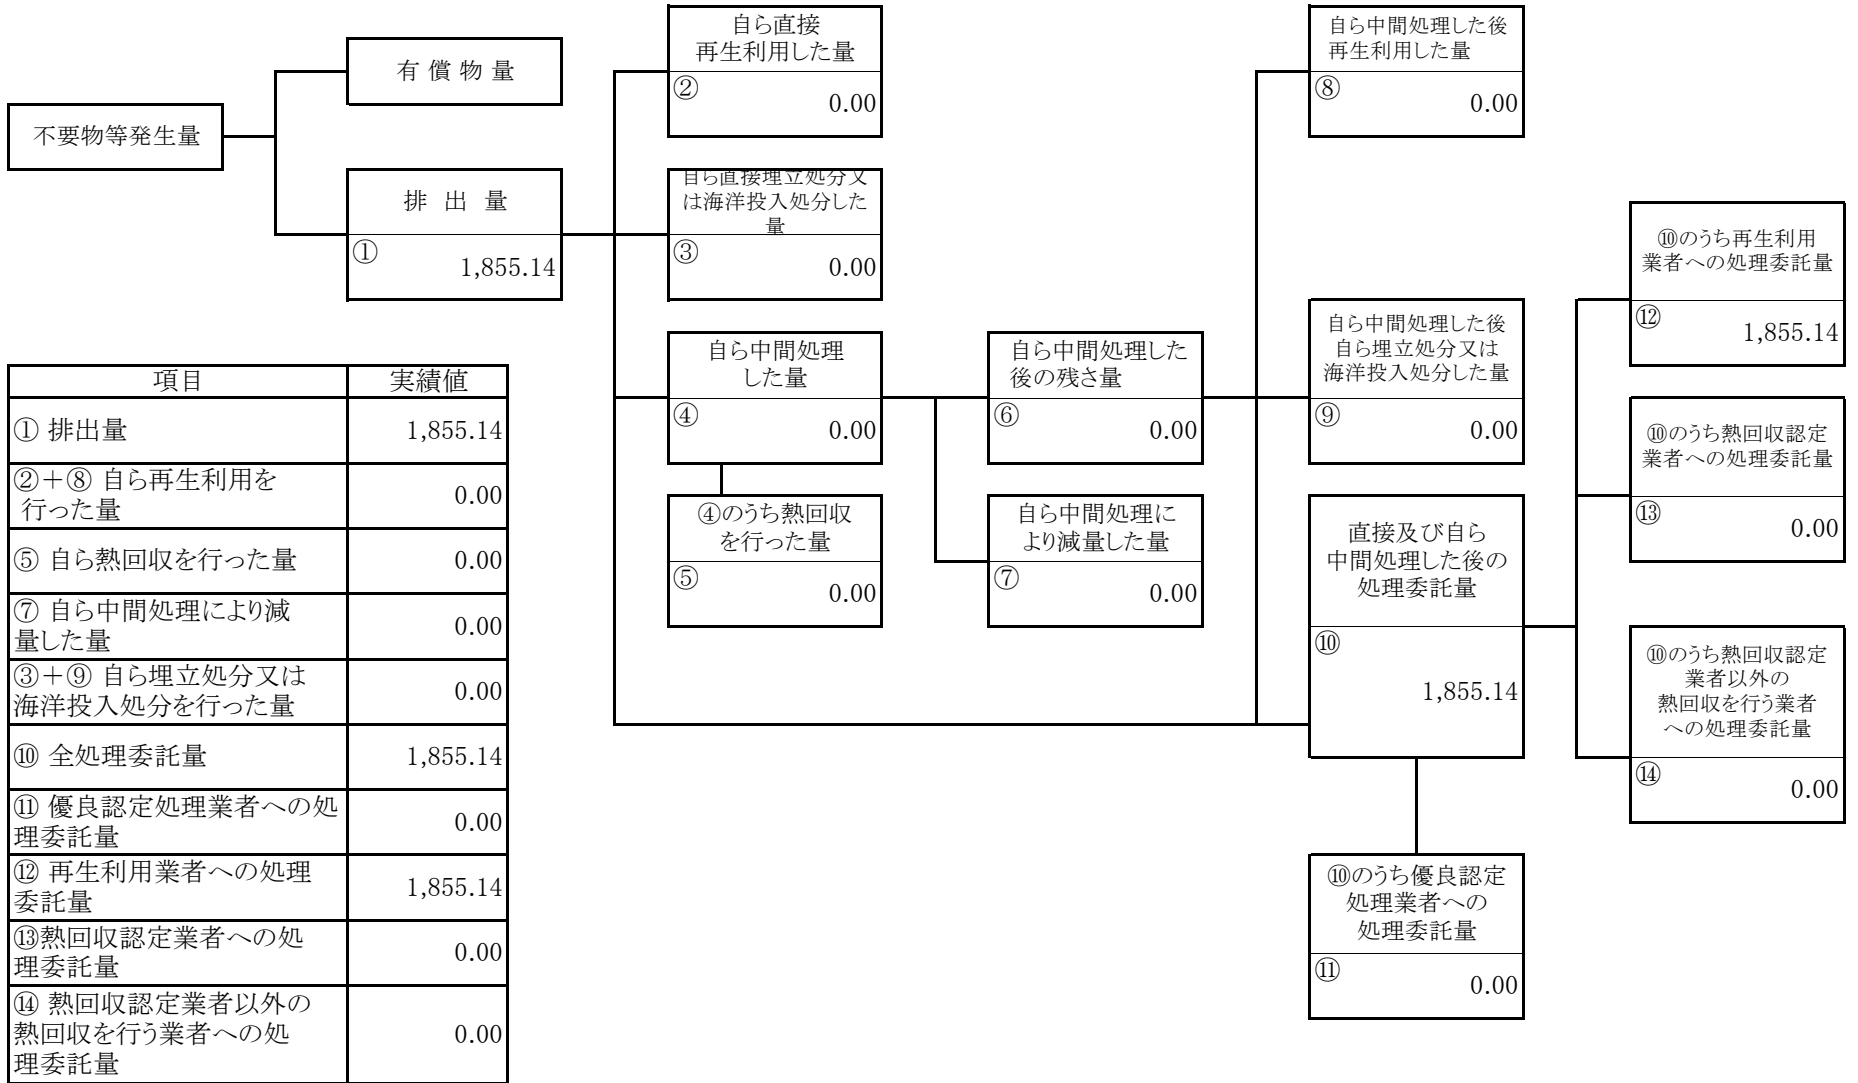 不要物等発生量
有 償 物 量
排 出 量
①
1,855.14
自ら直接
再生利用した量
②
0.00
自ら直接埋立処分又
は海洋投入処分した
量
③
0.00
自ら中間処理
した量
④
0.00
④のうち熱回収
を行った量
⑤
0.00
自ら中間処理した
後の残さ量
⑥
0.00
自ら中間処理に
より減量した量
⑦
0.00
自ら中間処理した後
再生利用した量
⑧
0.00
自ら中間処理した後
自ら埋立処分又は
海洋投入処分した量
⑨
0.00
直接及び自ら
中間処理した後の
処理委託量
⑩
1,855.14
⑩のうち優良認定
処理業者への
処理委託量
⑪
0.00
⑩のうち再生利用
業者への処理委託量
⑫
1,855.14
⑩のうち熱回収認定
業者への処理委託量
⑬
0.00
⑩のうち熱回収認定
業者以外の
熱回収を行う業者
への処理委託量
⑭
0.00
項目 実績値
① 排出量 1,855.14
②+⑧ 自ら再生利用を
行った量 0.00
⑤ 自ら熱回収を行った量 0.00
⑦ 自ら中間処理により減
量した量 0.00
③+⑨ 自ら埋立処分又は
海洋投入処分を行った量 0.00
⑩ 全処理委託量 1,855.14
⑪ 優良認定処理業者への処
理委託量 0.00
⑫ 再生利用業者への処理
委託量 1,855.14
⑬熱回収認定業者への処
理委託量 0.00
⑭ 熱回収認定業者以外の
熱回収を行う業者への処
理委託量 0.00